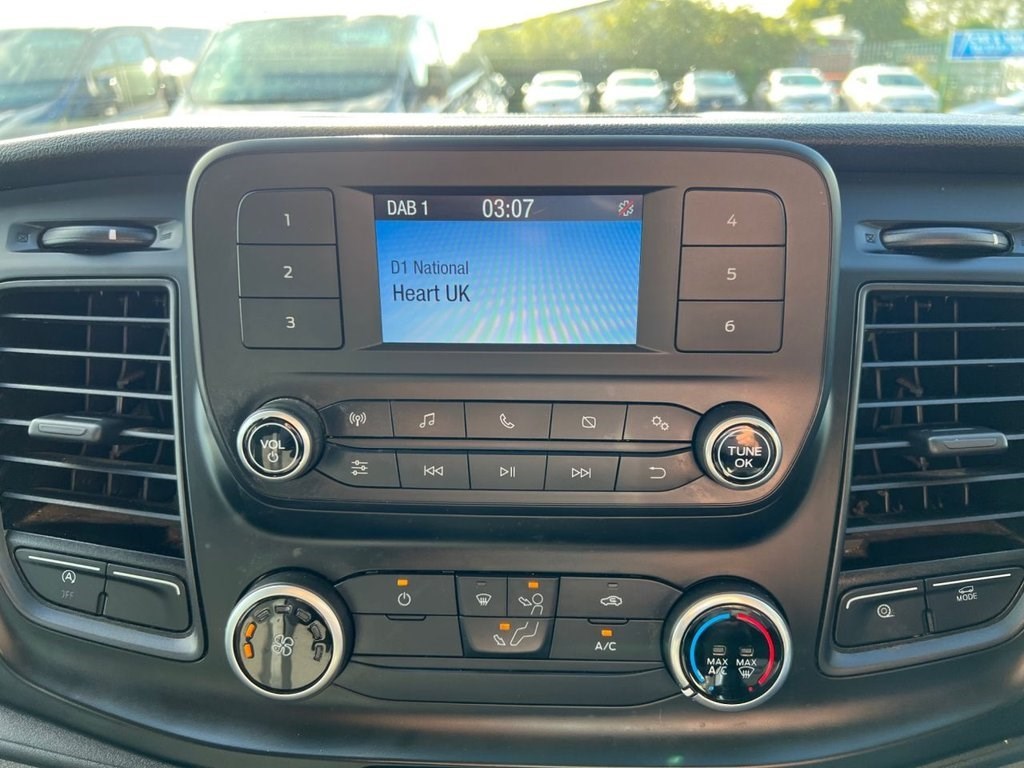 DAB 1 03:07
D1 National
Heart UK
1
2
3
4
5
6
VOL
TUNE
OK
A
OFF
A/C
MAX
A/C
MAX
MODE